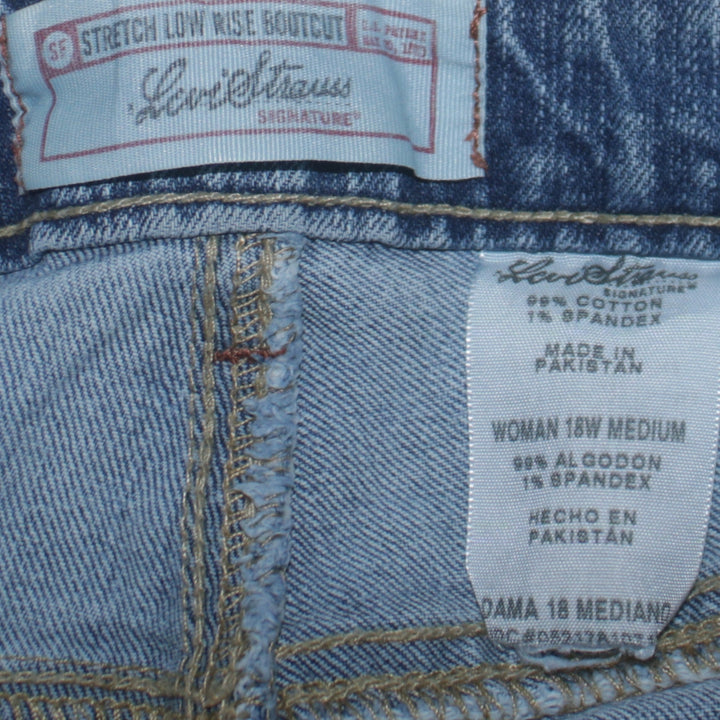 SF STRETCH LOW RISE BOOTCUT
Levi Strauss
SIGNATURE®
Levi Strauss
SIGNATURE®
99% COTTON
1% SPANDEX
MADE IN
PAKISTAN
WOMAN 18W MEDIUM
99% ALGODON
1% SPANDEX
HECHO EN
PAKISTÁN
DAMA 18 MEDIANO